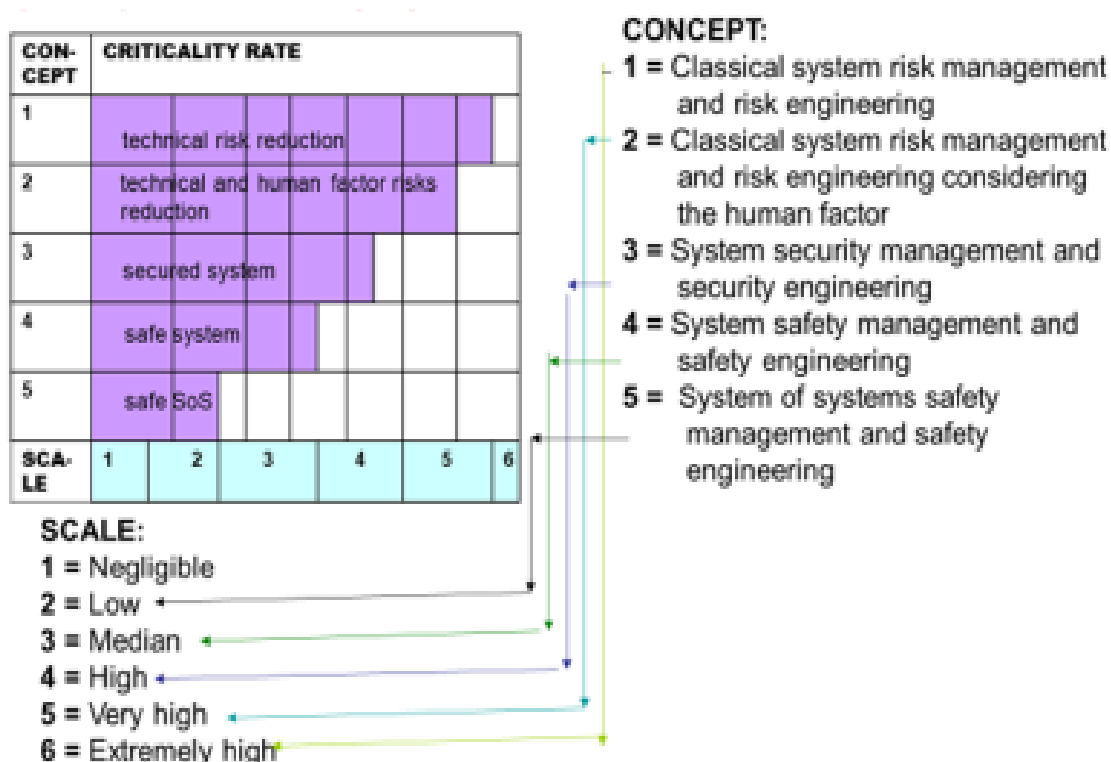 CON-
CEPT
CRITICALITY RATE
1
technical risk reduction
2
technical and human factor risks
reduction
3
secured system
4
safe system
5
safe SoS
SCA-
LE
1 2 3 4 5 6
CONCEPT:
1 = Classical system risk management
and risk engineering
2 = Classical system risk management
and risk engineering considering
the human factor
3 = System security management and
security engineering
4 = System safety management and
safety engineering
5 = System of systems safety
management and safety
engineering
SCALE:
1 = Negligible
2 = Low
3 = Median
4 = High
5 = Very high
6 = Extremely high